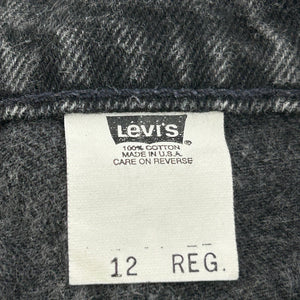 LEVI'S®
100% COTTON
MADE IN U.S.A.
CARE ON REVERSE
12 REG.